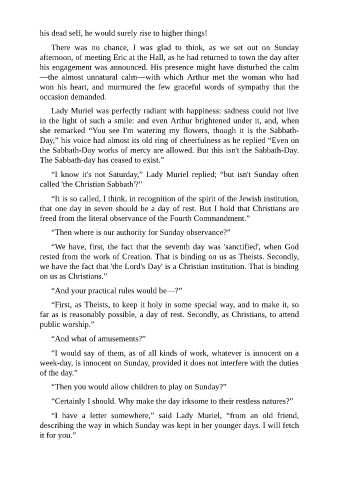 his dead self, he would surely rise to higher things!
There was no chance, I was glad to think, as we set out on Sunday
afternoon, of meeting Eric at the Hall, as he had returned to town the day after
his engagement was announced. His presence might have disturbed the calm
—the almost unnatural calm—with which Arthur met the woman who had
won his heart, and murmured the few graceful words of sympathy that the
occasion demanded.
Lady Muriel was perfectly radiant with happiness: sadness could not live
in the light of such a smile: and even Arthur brightened under it, and, when
she remarked “You see I'm watering my flowers, though it is the Sabbath-
Day,” his voice had almost its old ring of cheerfulness as he replied “Even on
the Sabbath-Day works of mercy are allowed. But this isn't the Sabbath-Day.
The Sabbath-day has ceased to exist.”
“I know it's not Saturday,” Lady Muriel replied; “but isn't Sunday often
called 'the Christian Sabbath'?”
“It is so called, I think, in recognition of the spirit of the Jewish institution,
that one day in seven should be a day of rest. But I hold that Christians are
freed from the literal observance of the Fourth Commandment.”
“Then where is our authority for Sunday observance?”
“We have, first, the fact that the seventh day was 'sanctified', when God
rested from the work of Creation. That is binding on us as Theists. Secondly,
we have the fact that 'the Lord's Day' is a Christian institution. That is binding
on us as Christians.”
“And your practical rules would be—?”
“First, as Theists, to keep it holy in some special way, and to make it, so
far as is reasonably possible, a day of rest. Secondly, as Christians, to attend
public worship.”
“And what of amusements?”
“I would say of them, as of all kinds of work, whatever is innocent on a
week-day, is innocent on Sunday, provided it does not interfere with the duties
of the day.”
“Then you would allow children to play on Sunday?”
“Certainly I should. Why make the day irksome to their restless natures?”
“I have a letter somewhere,” said Lady Muriel, “from an old friend,
describing the way in which Sunday was kept in her younger days. I will fetch
it for you.”